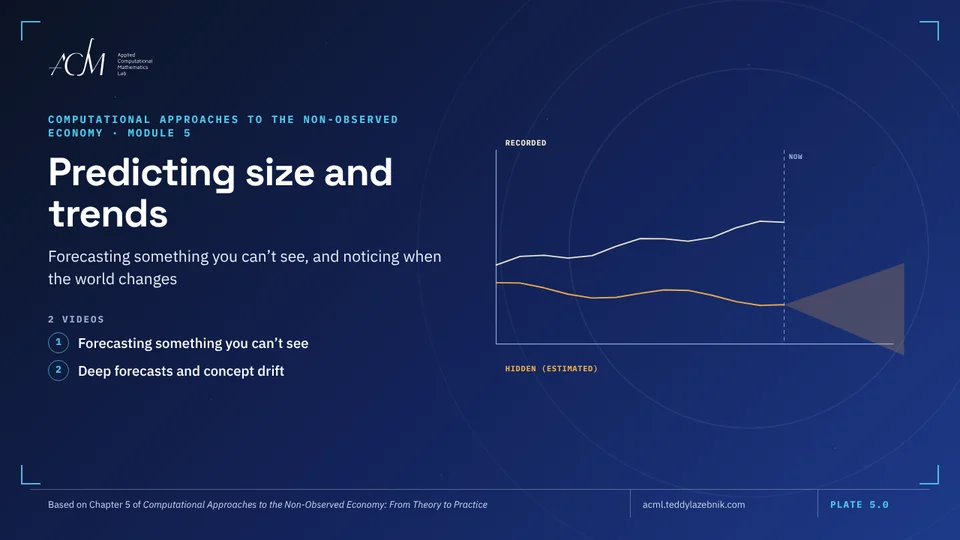 ACM
Applied
Computational
Mathematics
Lab
COMPUTATIONAL APPROACHES TO THE NON-OBSERVED
ECONOMY · MODULE 5
Predicting size and
trends
Forecasting something you can’t see, and noticing when
the world changes
2 VIDEOS
1 Forecasting something you can’t see
2 Deep forecasts and concept drift
RECORDED
NOW
HIDDEN (ESTIMATED)
Based on Chapter 5 of Computational Approaches to the Non-Observed Economy: From Theory to Practice
acml.teddylazebnik.com
PLATE 5.0